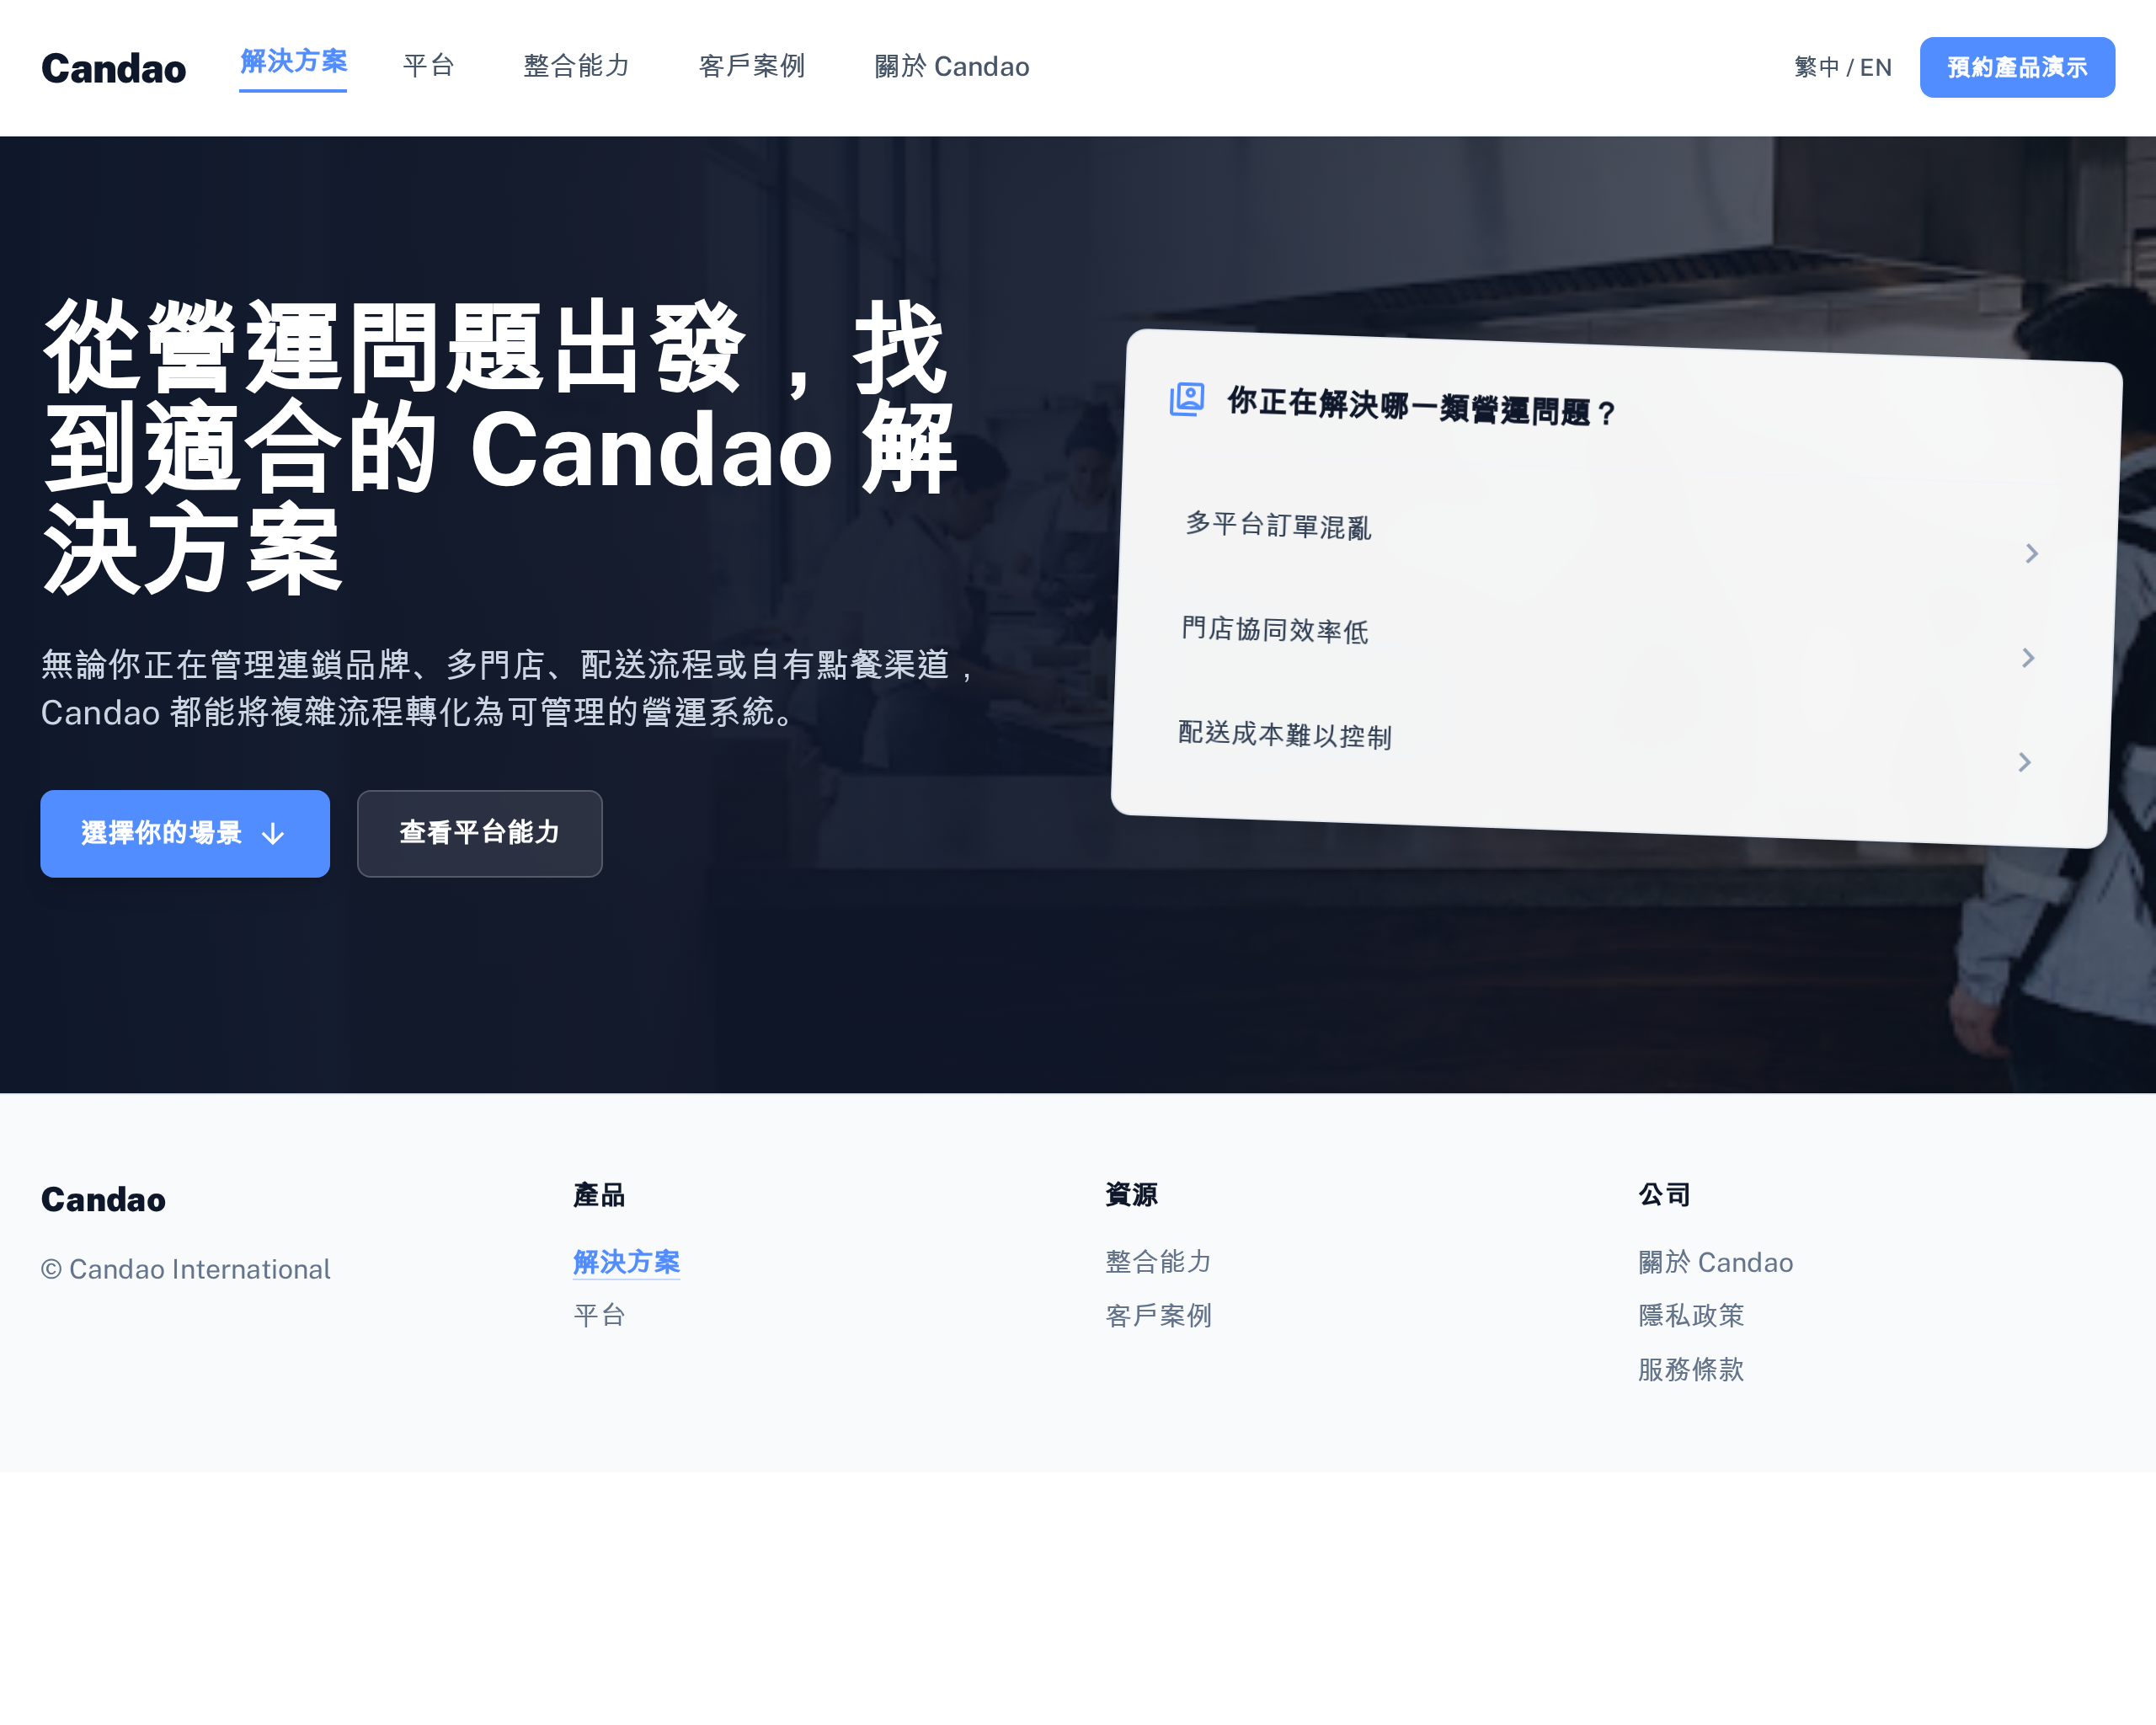 Candao
解決方案
平台
整合能力
客戶案例
關於 Candao
繁中 / EN
預約產品演示
從營運問題出發，找
到適合的 Candao 解
決方案
無論你正在管理連鎖品牌、多門店、配送流程或自有點餐渠道，
Candao 都能將複雜流程轉化為可管理的營運系統。
選擇你的場景
查看平台能力
你正在解決哪一類營運問題？
多平台訂單混亂
門店協同效率低
配送成本難以控制
Candao
© Candao International
產品
解決方案
平台
資源
整合能力
客戶案例
公司
關於 Candao
隱私政策
服務條款